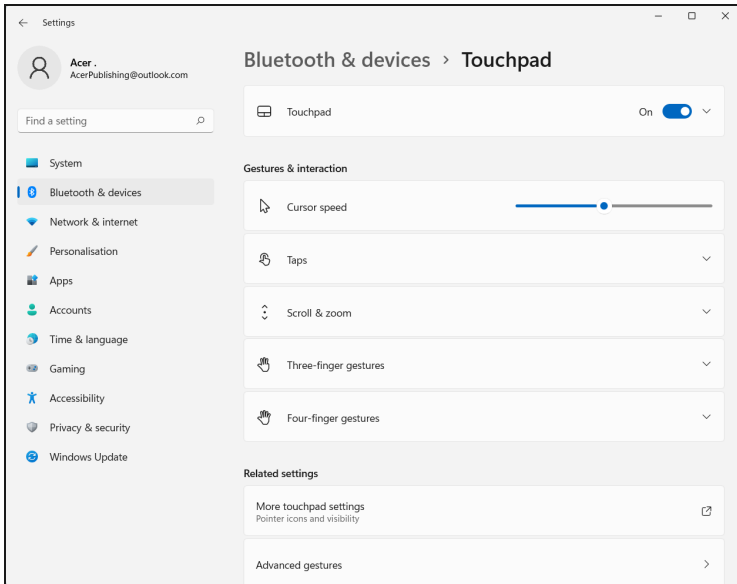 Settings
Acer .
AcerPublishing@outlook.com
Find a setting
System
Bluetooth & devices
Network & internet
Personalisation
Apps
Accounts
Time & language
Gaming
Accessibility
Privacy & security
Windows Update
Bluetooth & devices > Touchpad
Touchpad On
Gestures & interaction
Cursor speed
Taps
Scroll & zoom
Three-finger gestures
Four-finger gestures
Related settings
More touchpad settings
Pointer icons and visibility
Advanced gestures